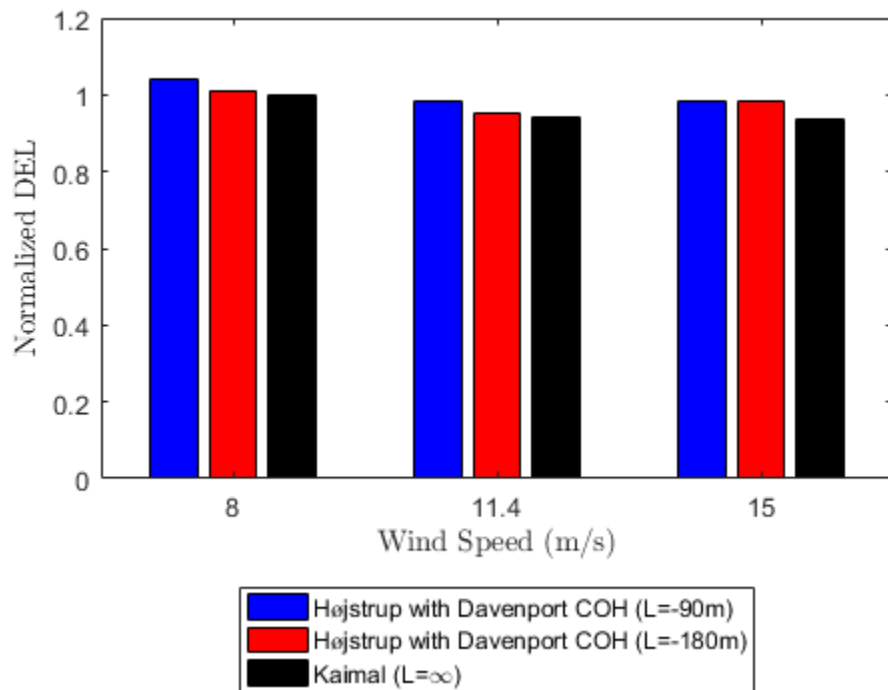 1.2
1
0.8
0.6
0.4
0.2
0
Normalized DEL
8 11.4 15
Wind Speed (m/s)
Højstrup with Davenport COH (L=-90m)
Højstrup with Davenport COH (L=-180m)
Kaimal (L=∞)